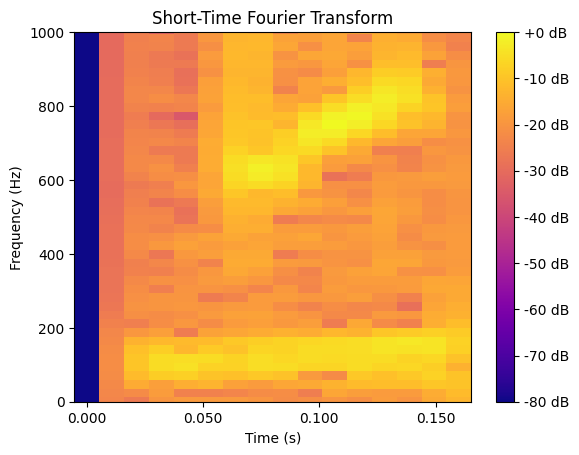 Short-Time Fourier Transform
1000
800
600
400
200
0
Frequency (Hz)
0.000
0.050
0.100
0.150
Time (s)
+0 dB
-10 dB
-20 dB
-30 dB
-40 dB
-50 dB
-60 dB
-70 dB
-80 dB